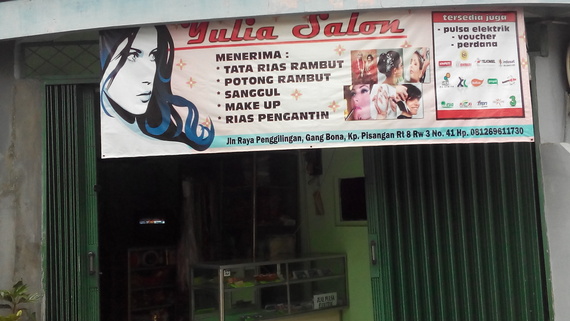 Yulia Salon
MENERIMA :
• TATA RIAS RAMBUT
• POTONG RAMBUT
• SANGGUL
• MAKE UP
• RIAS PENGANTIN
tersedia juga
- pulsa elektrik
- voucher
- perdana
Jln Raya Penggilingan, Gang Bona, Kp. Pisangan Rt 8 Rw 3 No. 41 Hp. 081269611730